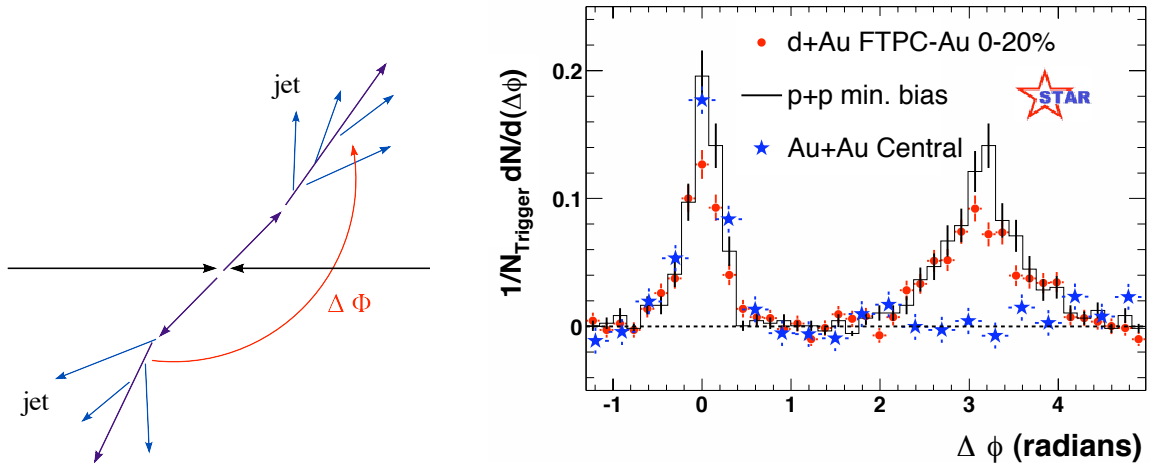 jet
Δ Φ
jet
d+Au FTPC-Au 0-20%
p+p min. bias
Au+Au Central
STAR
1/N_Trigger dN/d(Δϕ)
0.2
0.1
0
-1 0 1 2 3 4
Δ ϕ (radians)